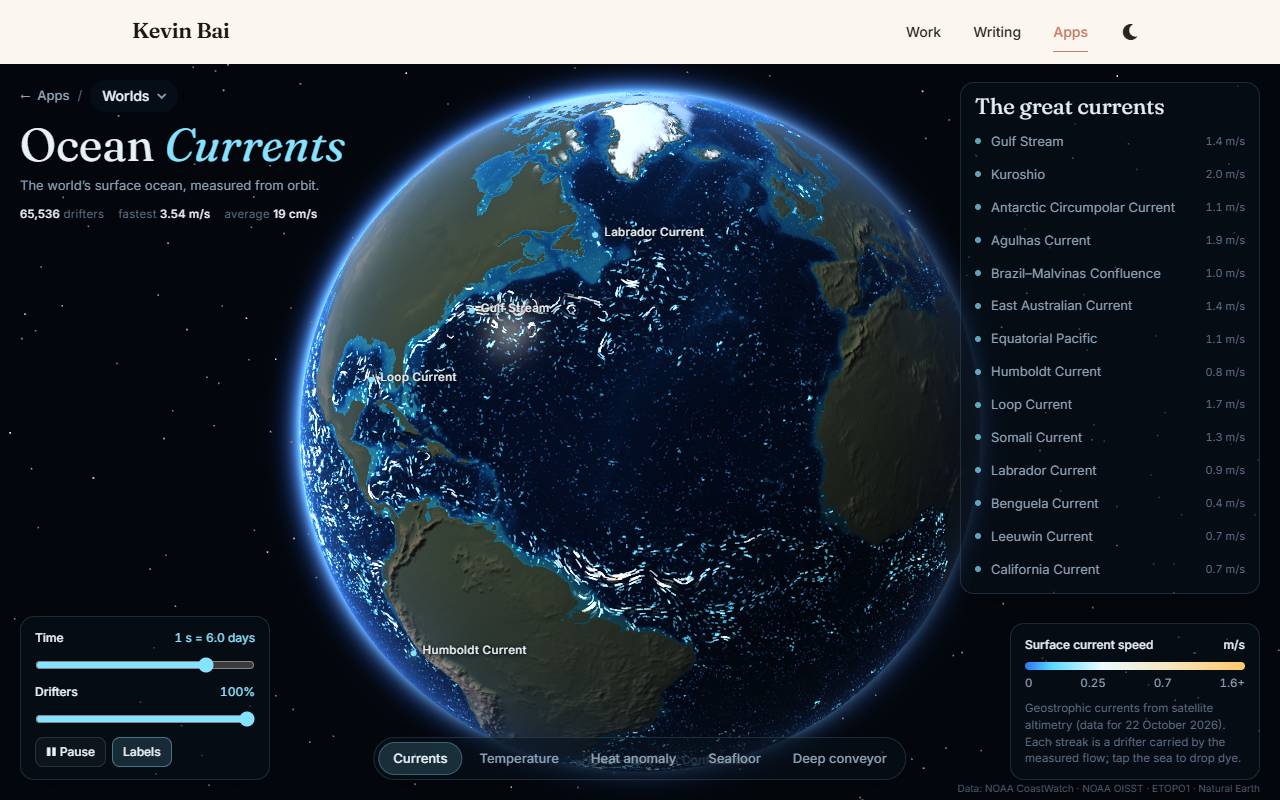 Kevin Bai
Work
Writing
Apps
← Apps / Worlds
Ocean Currents
The world's surface ocean, measured from orbit.
65,536 drifters fastest 3.54 m/s average 19 cm/s
Labrador Current
Gulf Stream
Loop Current
Humboldt Current
The great currents
Gulf Stream 1.4 m/s
Kuroshio 2.0 m/s
Antarctic Circumpolar Current 1.1 m/s
Agulhas Current 1.9 m/s
Brazil–Malvinas Confluence 1.0 m/s
East Australian Current 1.4 m/s
Equatorial Pacific 1.1 m/s
Humboldt Current 0.8 m/s
Loop Current 1.7 m/s
Somali Current 1.3 m/s
Labrador Current 0.9 m/s
Benguela Current 0.4 m/s
Leeuwin Current 0.7 m/s
California Current 0.7 m/s
Time 1 s = 6.0 days
Drifters 100%
Pause
Labels
Currents
Temperature
Heat anomaly
Seafloor
Deep conveyor
Surface current speed m/s
0 0.25 0.7 1.6+
Geostrophic currents from satellite
altimetry (data for 22 October 2026).
Each streak is a drifter carried by the
measured flow; tap the sea to drop dye.
Data: NOAA CoastWatch · NOAA OISST · ETOPO1 · Natural Earth